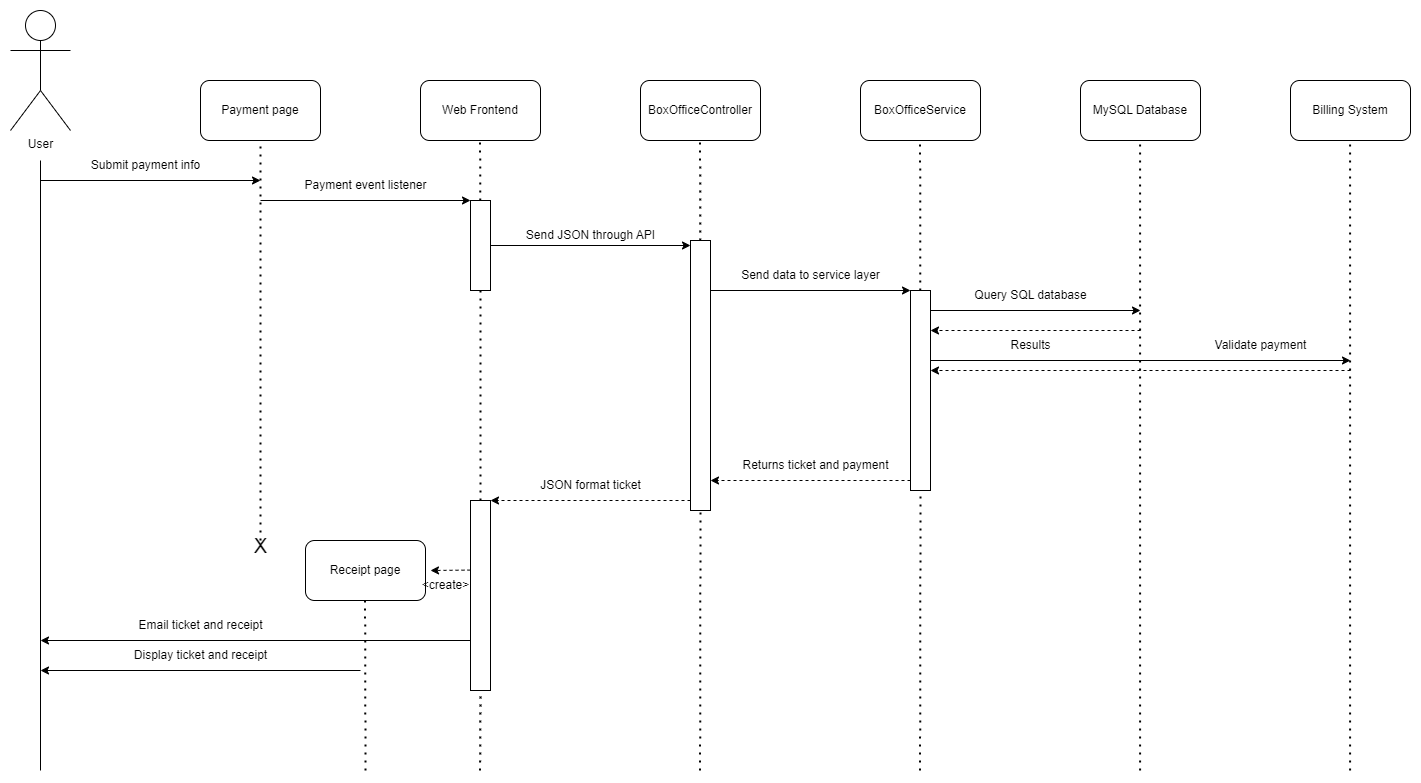 Payment page
Web Frontend
BoxOfficeController
BoxOfficeService
MySQL Database
Billing System
User
Submit payment info
Payment event listener
Send JSON through API
Send data to service layer
Query SQL database
Results
Validate payment
Returns ticket and payment
JSON format ticket
X
Receipt page
<create>
Email ticket and receipt
Display ticket and receipt